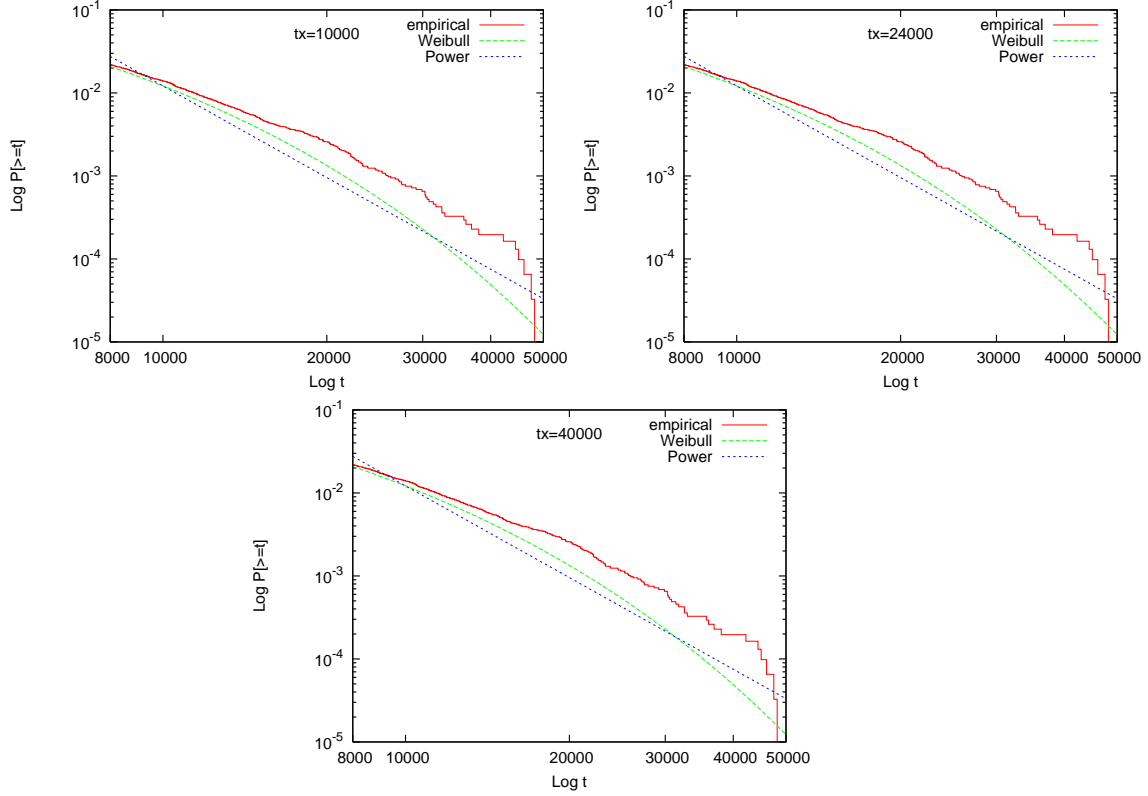 10^-1
tx=10000
empirical
Weibull
Power
10^-2
10^-3
10^-4
10^-5
Log P[>=t]
8000 10000 20000 30000 40000 50000
Log t
10^-1
tx=24000
empirical
Weibull
Power
10^-2
10^-3
10^-4
10^-5
Log P[>=t]
8000 10000 20000 30000 40000 50000
Log t
10^-1
tx=40000
empirical
Weibull
Power
10^-2
10^-3
10^-4
10^-5
Log P[>=t]
8000 10000 20000 30000 40000 50000
Log t